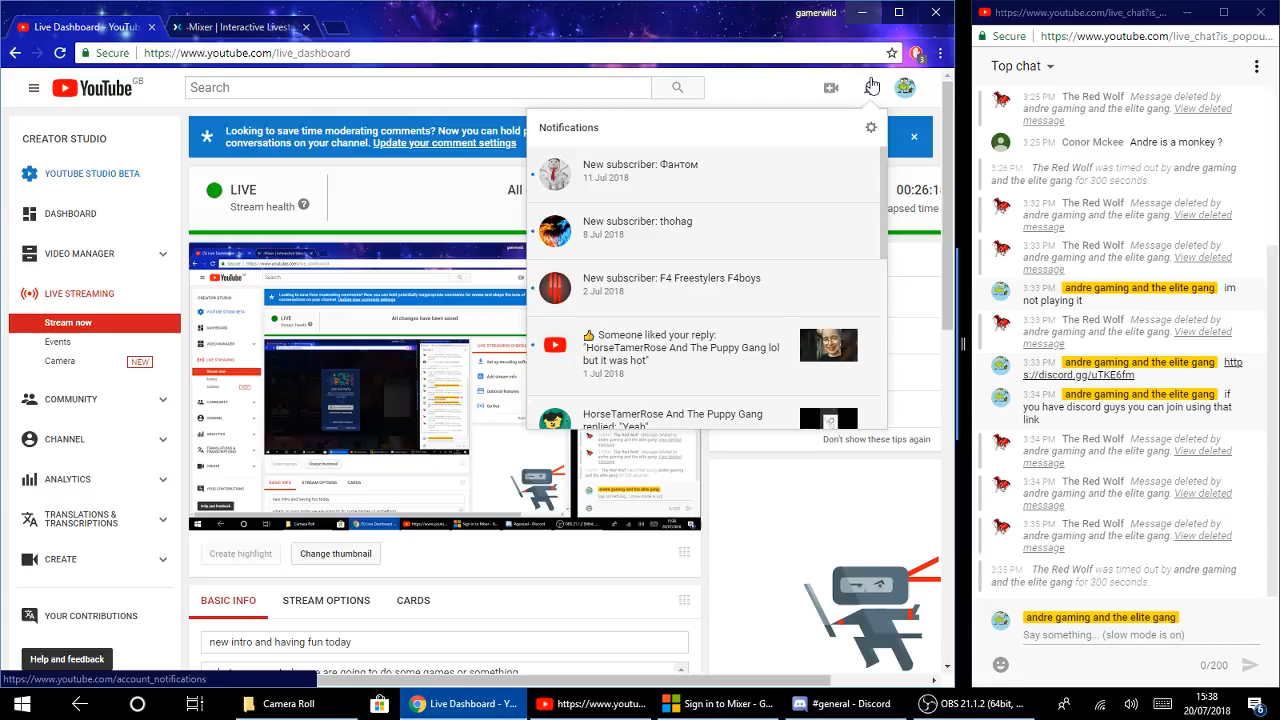 Live Dashboard - YouTub
Mixer | Interactive Livest
gamerwild
Secure
https://www.youtube.com/live_dashboard
YouTube GB
Search
CREATOR STUDIO
YOUTUBE STUDIO BETA
DASHBOARD
VIDEO MANAGER
LIVE STREAMING
Stream now
Events
Camera
NEW
COMMUNITY
CHANNEL
ANALYTICS
TRANSLATIONS &
TRANSCRIPTIONS
CREATE
YOUR CONTRIBUTIONS
Help and feedback
https://www.youtube.com/account_notifications
Looking to save time moderating comments? Now you can hold
conversations on your channel. Update your comment settings
LIVE
Stream health
All
00:26:1
Notifications
New subscriber: Фантом
11 Jul 2018
New subscriber: thohag
8 Jul 2018
New subscriber: F4 Freestylers F4boys
2 Jul 2018
👍 Someone liked your reply:
"HorseTamerRose And The Puppy Gang lol
but it was hot"
1 Jul 2018
HorseTamerRose And The Puppy Gang
replied: "Yeah"
Don't show these tips again
Create highlight
Change thumbnail
BASIC INFO
STREAM OPTIONS
CARDS
new intro and having fun today
are going to do some games or something
https://www.youtube.com/live_chat?is_...
Secure
https://www.youtube.com/live_chat?is_popou...
Top chat
3:25 PM The Red Wolf Message deleted by
andre gaming and the elite gang. View deleted
message
3:25 PM Conor Mckee Andre is a monkey ?
3:26 PM The Red Wolf was timed out by andre gaming
and the elite gang for 300 seconds.
3:32 PM The Red Wolf Message deleted by
andre gaming and the elite gang. View deleted
message
3:33 PM The Red Wolf Message deleted by
andre gaming and the elite gang. View deleted
message
3:33 PM andre gaming and the elite gang im
not playing it
3:33 PM The Red Wolf Message deleted by
andre gaming and the elite gang. View deleted
message
3:33 PM andre gaming and the elite gang http
s://discord.gg/uTKE6fm
3:34 PM andre gaming and the elite gang if
you have discord guys you can join using that
link
3:34 PM The Red Wolf Message deleted by
andre gaming and the elite gang. View deleted
message
3:34 PM The Red Wolf Message deleted by
andre gaming and the elite gang. View deleted
message
3:35 PM The Red Wolf Message deleted by
andre gaming and the elite gang. View deleted
message
3:35 PM The Red Wolf was timed out by andre gaming
and the elite gang for 300 seconds.
andre gaming and the elite gang
Say something... (slow mode is on)
0/200
Camera Roll
Live Dashboard - Y...
https://www.youtu...
Sign in to Mixer - G...
#general - Discord
OBS 21.1.2 (64bit, ...
15:38
20/07/2018
6